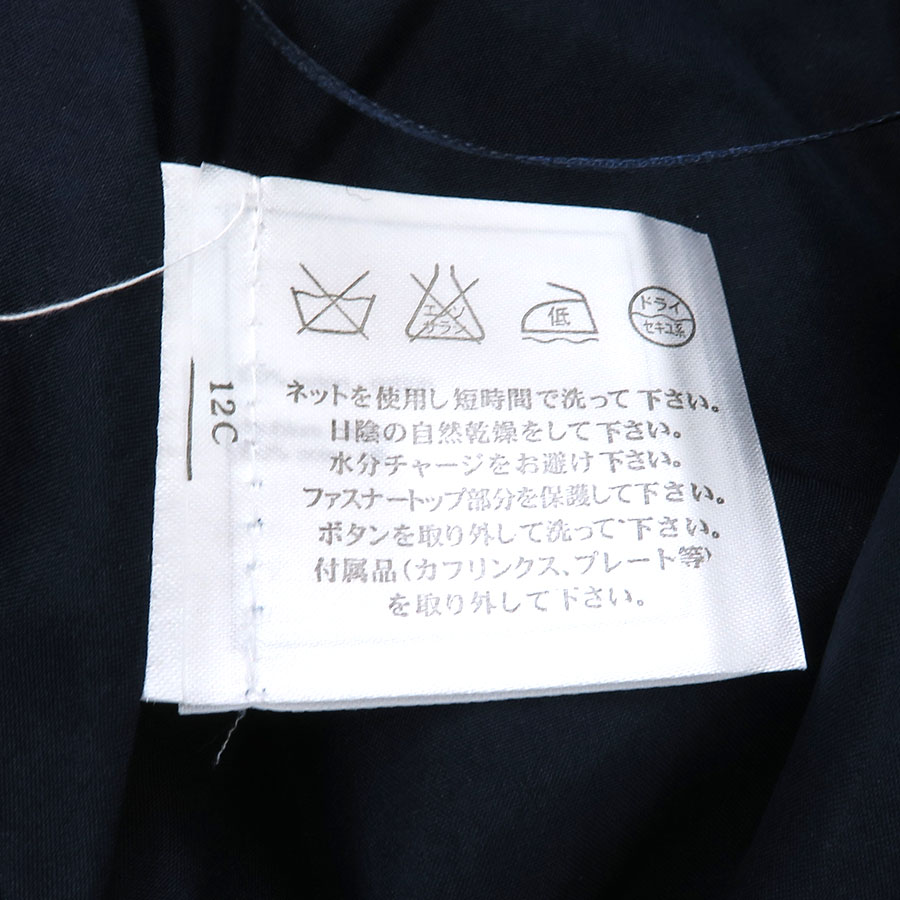 エンソ
サラシ
低
ドライ
セキユ系
ネットを使用し短時間で洗って下さい。
日陰の自然乾燥をして下さい。
水分チャージをお避け下さい。
ファスナートップ部分を保護して下さい。
ボタンを取り外して洗って下さい。
付属品(カフリンクス、プレート等)
を取り外して下さい。
12C